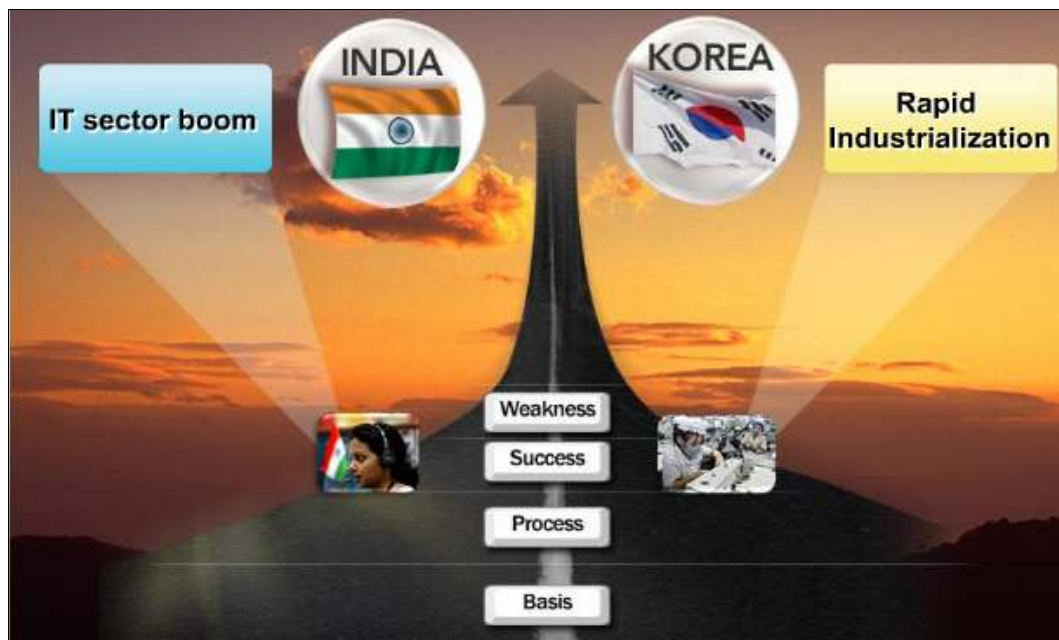 INDIA
KOREA
IT sector boom
Rapid
Industrialization
Weakness
Success
Process
Basis